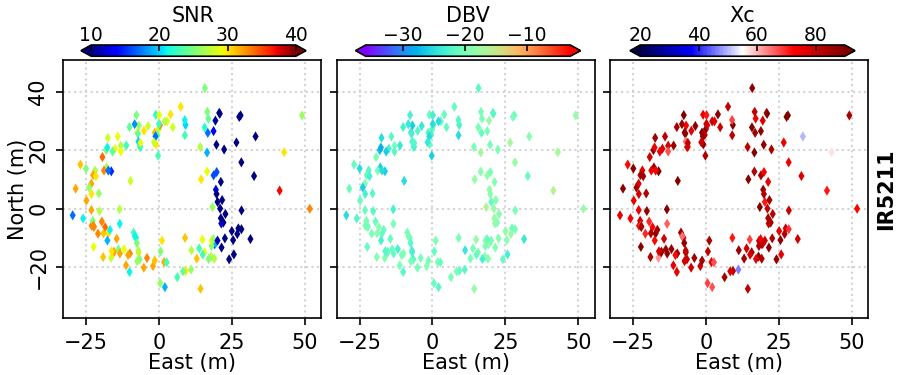 SNR DBV Xc
10 20 30 40 −30 −20 −10 20 40 60 80
40
20
0
−20
North (m)
IR5211
−25 0 25 50 −25 0 25 50 −25 0 25 50
East (m) East (m) East (m)